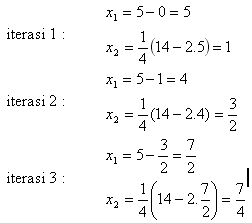 x₁ = 5 − 0 = 5
iterasi 1 :
x₂ = 1/4 (14 − 2.5) = 1
x₁ = 5 − 1 = 4
iterasi 2 :
x₂ = 1/4 (14 − 2.4) = 3/2
x₁ = 5 − 3/2 = 7/2
iterasi 3 :
x₂ = 1/4 (14 − 2.7/2) = 7/4